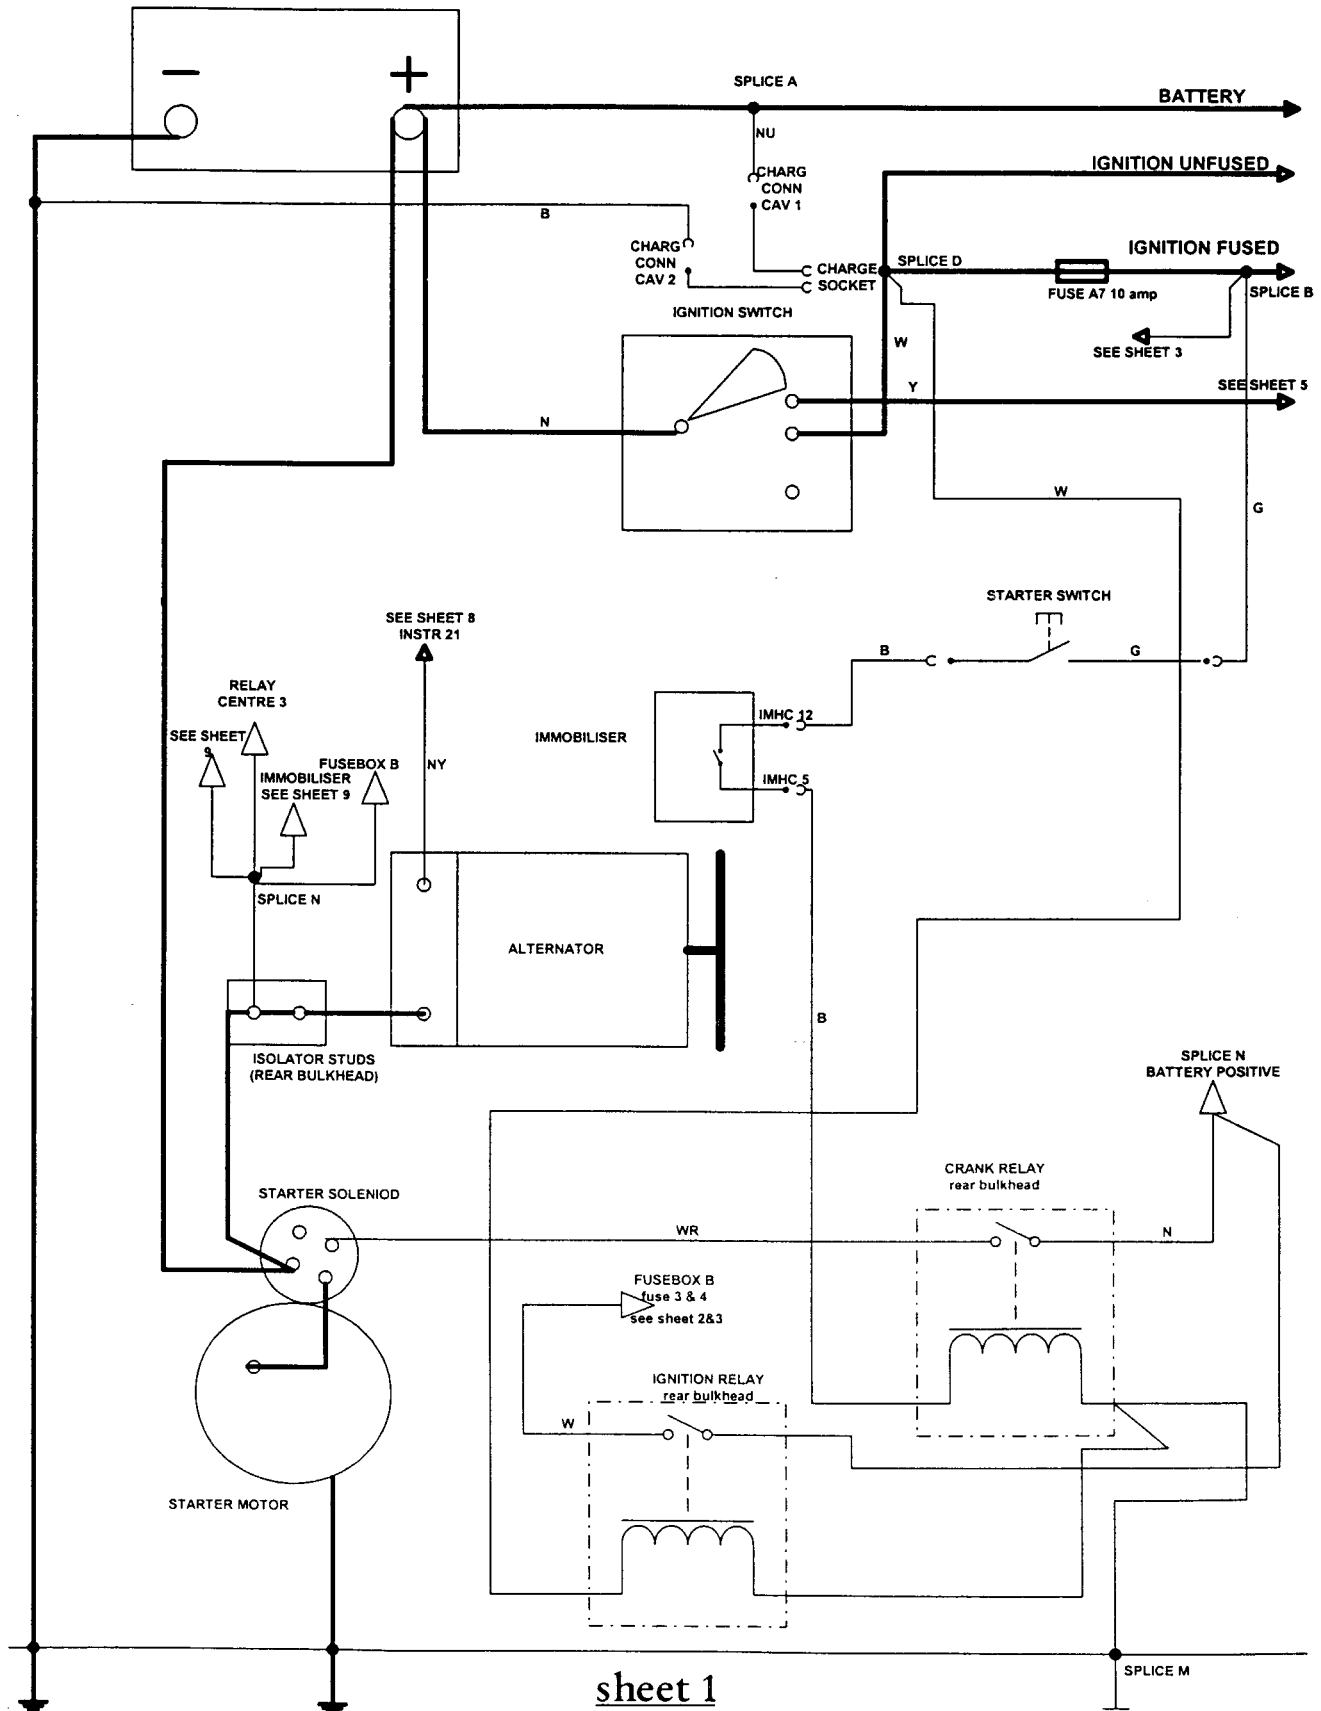 −
+
SPLICE A
BATTERY
NU
IGNITION UNFUSED
CHARG
CONN
CAV 1
B
CHARG
CONN
CAV 2
CHARGE
SOCKET
SPLICE D
IGNITION FUSED
FUSE A7 10 amp
SPLICE B
IGNITION SWITCH
W
SEE SHEET 3
Y
SEE SHEET 5
N
W
G
STARTER SWITCH
SEE SHEET 8
INSTR 21
B
G
RELAY
CENTRE 3
IMHC 12
SEE SHEET
9
IMMOBILISER
FUSEBOX B
NY
IMMOBILISER
SEE SHEET 9
IMHC 5
SPLICE N
ALTERNATOR
B
ISOLATOR STUDS
(REAR BULKHEAD)
SPLICE N
BATTERY POSITIVE
CRANK RELAY
rear bulkhead
STARTER SOLENIOD
WR
N
FUSEBOX B
fuse 3 & 4
see sheet 2&3
IGNITION RELAY
rear bulkhead
W
STARTER MOTOR
SPLICE M
sheet 1